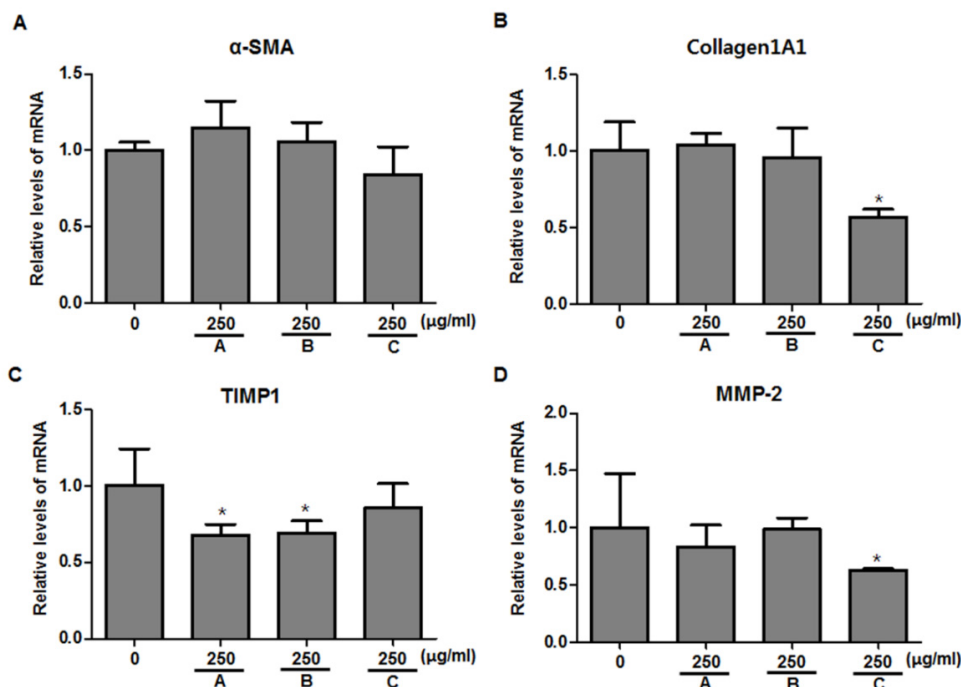 A
α-SMA
Relative levels of mRNA
1.5
1.0
0.5
0.0
0 250 250 250 (μg/ml)
A B C
B
Collagen1A1
Relative levels of mRNA
1.5
1.0
0.5
0.0
*
0 250 250 250 (μg/ml)
A B C
C
TIMP1
Relative levels of mRNA
1.5
1.0
0.5
0.0
* *
0 250 250 250 (μg/ml)
A B C
D
MMP-2
Relative levels of mRNA
2.0
1.5
1.0
0.5
0.0
*
0 250 250 250 (μg/ml)
A B C